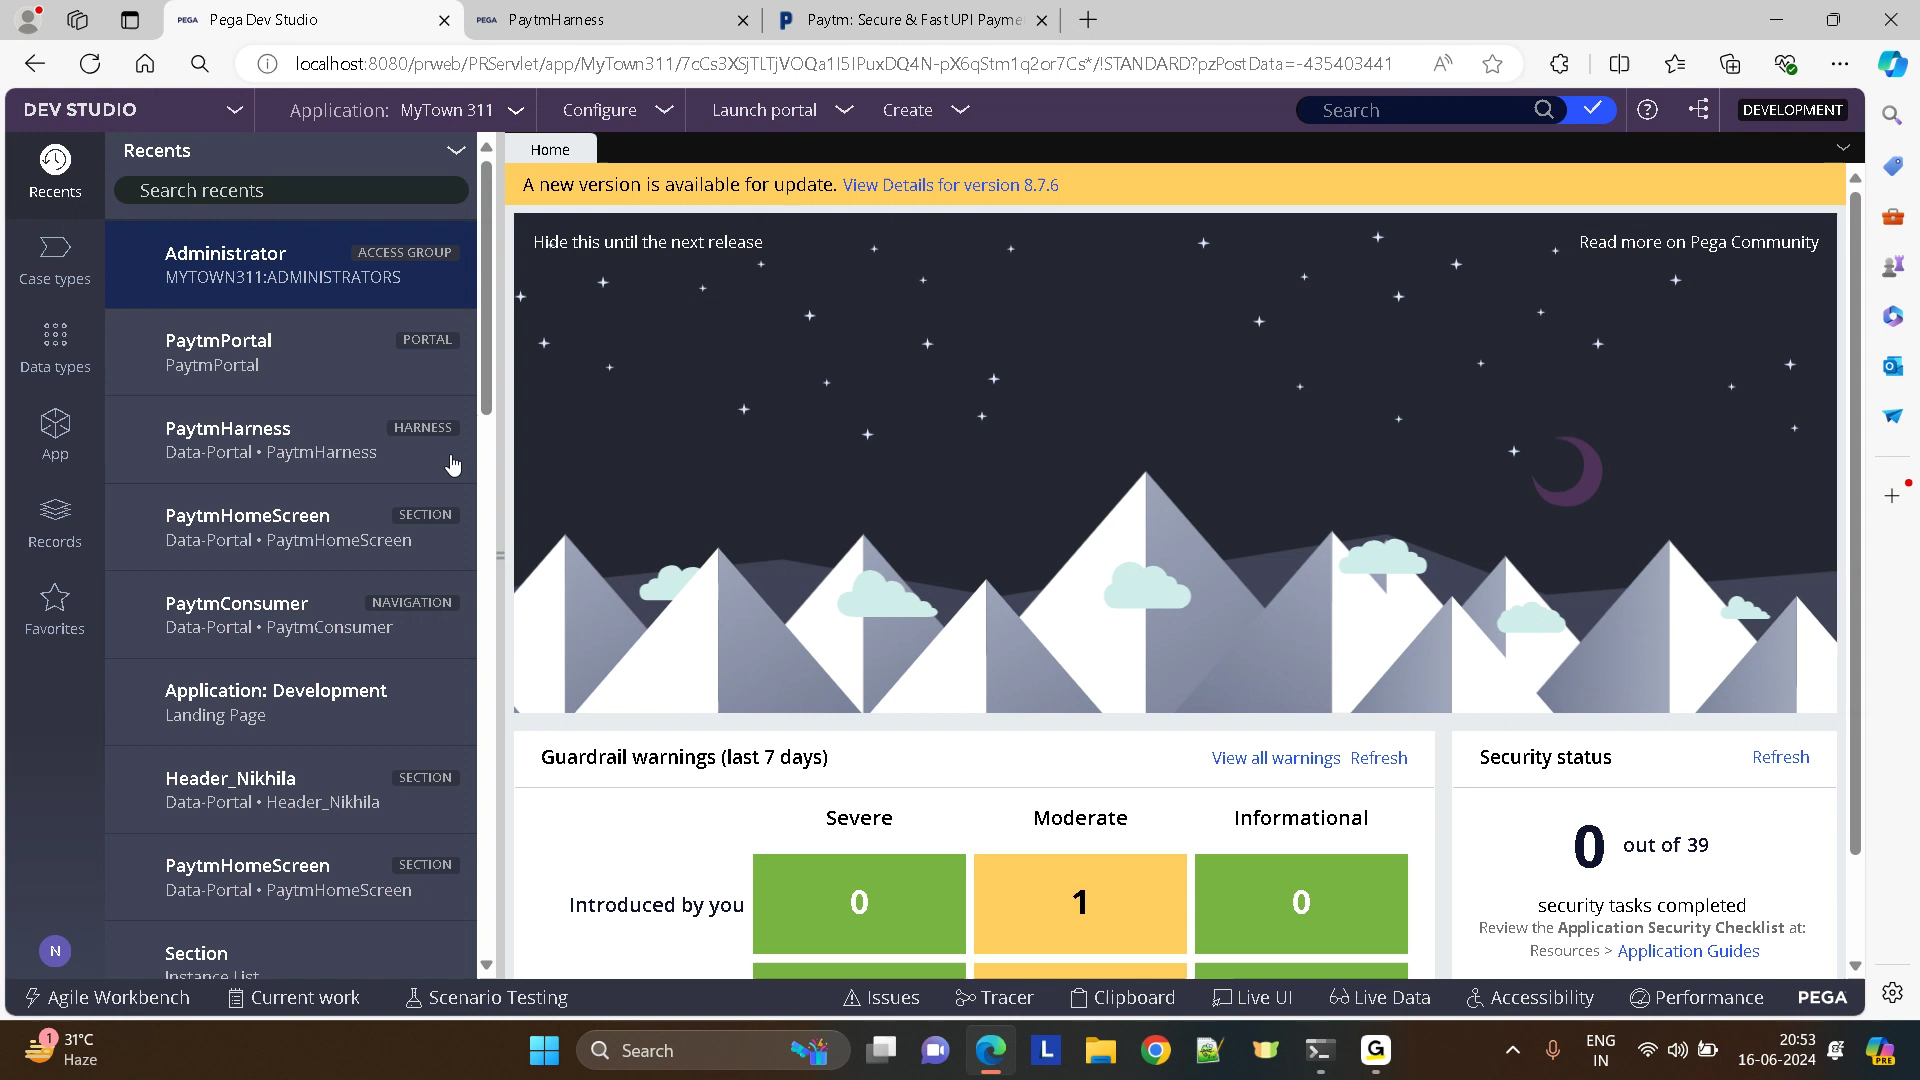 PEGA Pega Dev Studio
PEGA PaytmHarness
Paytm: Secure & Fast UPI Payme
localhost:8080/prweb/PRServlet/app/MyTown311/7cCs3XSjTLTjVOQa1I5IPuxDQ4N-pX6qStm1q2or7Cs*/!STANDARD?pzPostData=-435403441
DEV STUDIO
Application: MyTown 311
Configure
Launch portal
Create
Search
DEVELOPMENT
Recents
Case types
Data types
App
Records
Favorites
N
Recents
Search recents
Administrator ACCESS GROUP
MYTOWN311:ADMINISTRATORS
PaytmPortal PORTAL
PaytmPortal
PaytmHarness HARNESS
Data-Portal • PaytmHarness
PaytmHomeScreen SECTION
Data-Portal • PaytmHomeScreen
PaytmConsumer NAVIGATION
Data-Portal • PaytmConsumer
Application: Development
Landing Page
Header_Nikhila SECTION
Data-Portal • Header_Nikhila
PaytmHomeScreen SECTION
Data-Portal • PaytmHomeScreen
Section
Instance List
Home
A new version is available for update. View Details for version 8.7.6
Hide this until the next release
Read more on Pega Community
Guardrail warnings (last 7 days)
View all warnings Refresh
Severe Moderate Informational
Introduced by you 0 1 0
Security status
Refresh
0 out of 39
security tasks completed
Review the Application Security Checklist at:
Resources > Application Guides
Agile Workbench
Current work
Scenario Testing
Issues
Tracer
Clipboard
Live UI
Live Data
Accessibility
Performance
PEGA
1
31°C
Haze
Search
L
G
ENG
IN
20:53
16-06-2024
PRE